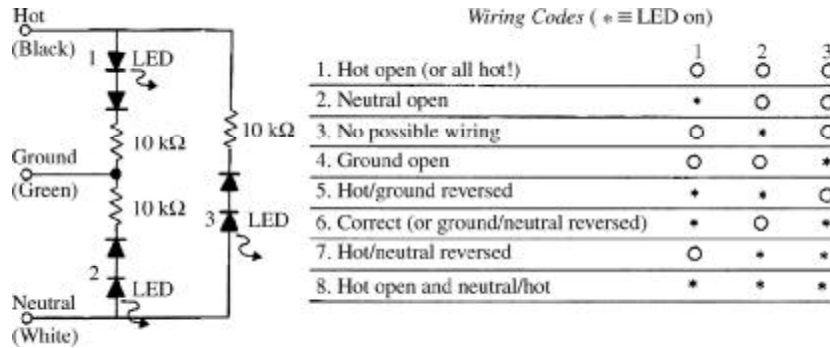 Hot
(Black)
1
LED
10 kΩ
10 kΩ
Ground
(Green)
10 kΩ
3
LED
2
LED
Neutral
(White)
Wiring Codes ( * ≡ LED on)
1 2 3
1. Hot open (or all hot!) O O O
2. Neutral open * O O
3. No possible wiring O * O
4. Ground open O O *
5. Hot/ground reversed * * O
6. Correct (or ground/neutral reversed) * O *
7. Hot/neutral reversed O * *
8. Hot open and neutral/hot * * *